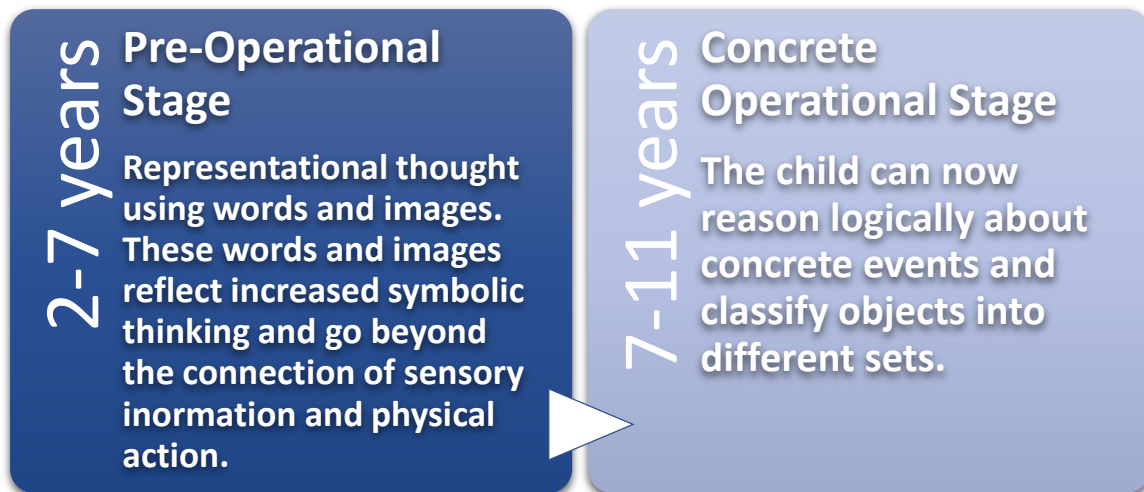 2-7 years
Pre-Operational
Stage
Representational thought
using words and images.
These words and images
reflect increased symbolic
thinking and go beyond
the connection of sensory
inormation and physical
action.
7-11 years
Concrete
Operational Stage
The child can now
reason logically about
concrete events and
classify objects into
different sets.